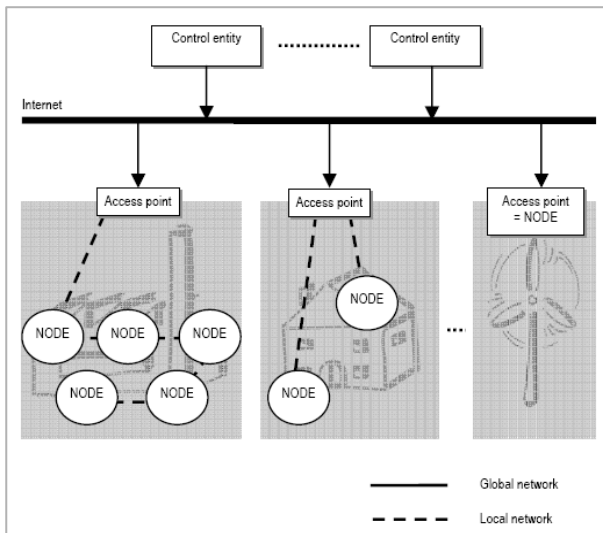 Control entity
Control entity
Internet
Access point
Access point
Access point
= NODE
NODE
NODE
NODE
NODE
NODE
NODE
NODE
Global network
Local network